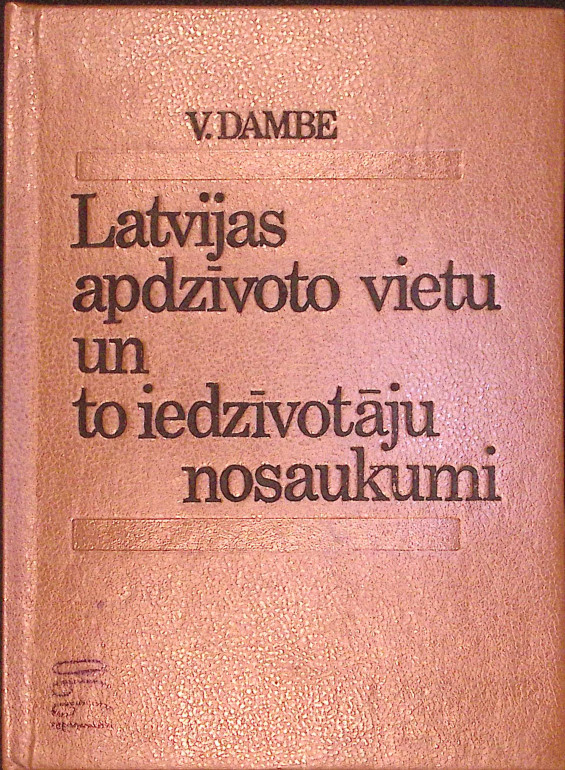 V. DAMBE
Latvijas
apdzīvoto vietu
un
to iedzīvotāju
nosaukumi